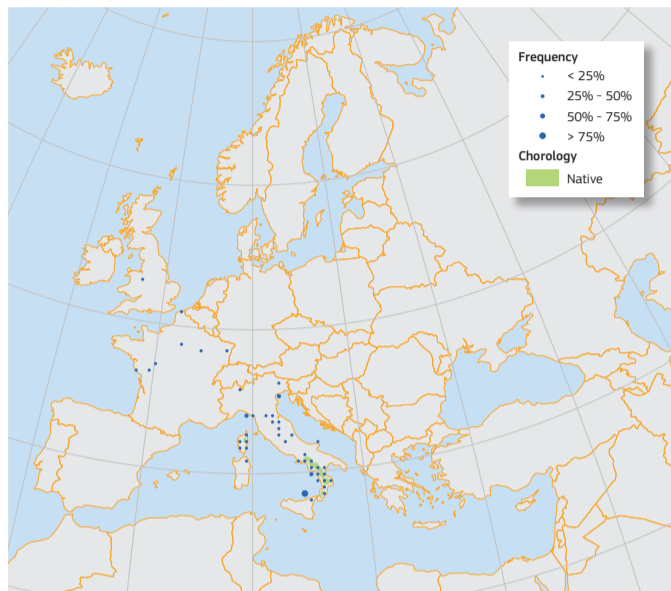 Frequency
< 25%
25% - 50%
50% - 75%
> 75%
Chorology
Native